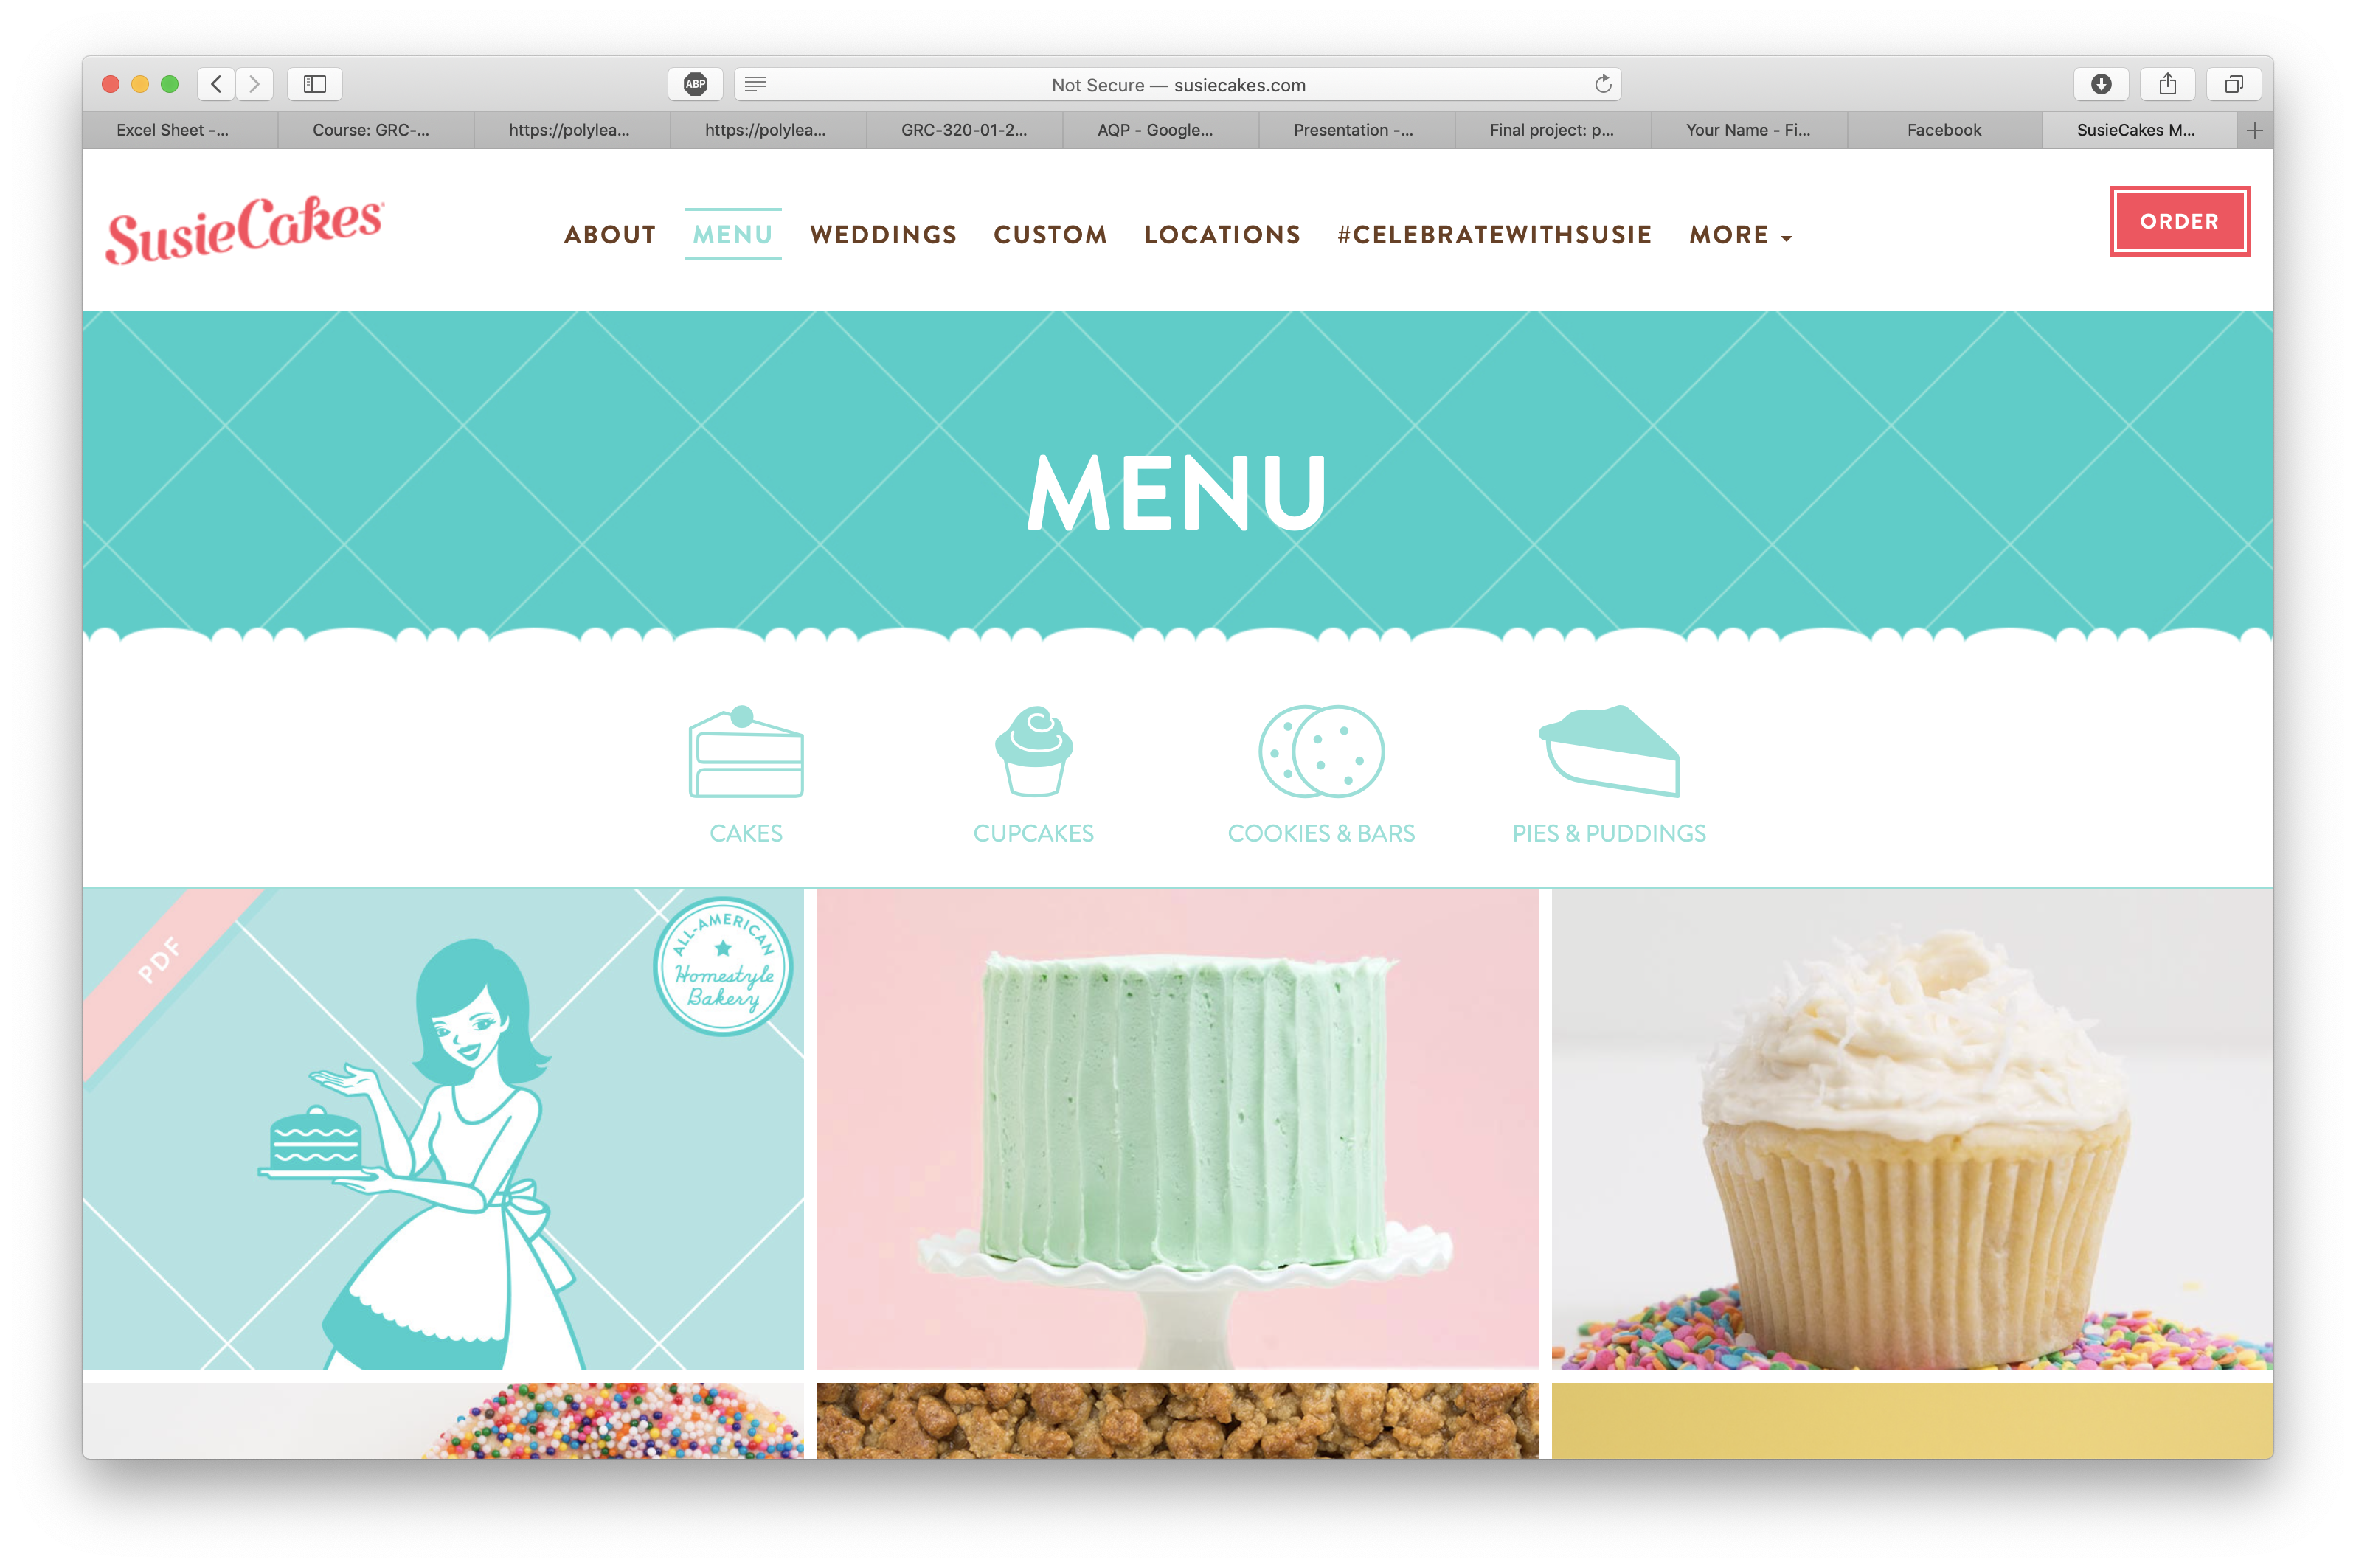 ABP
Not Secure — susiecakes.com
Excel Sheet -...
Course: GRC-...
https://polylea...
https://polylea...
GRC-320-01-2...
AQP - Google...
Presentation -...
Final project: p...
Your Name - Fi...
Facebook
SusieCakes M...
SusieCakes
ABOUT
MENU
WEDDINGS
CUSTOM
LOCATIONS
#CELEBRATEWITHSUSIE
MORE
ORDER
MENU
CAKES
CUPCAKES
COOKIES & BARS
PIES & PUDDINGS
PDF
ALL-AMERICAN
Homestyle
Bakery